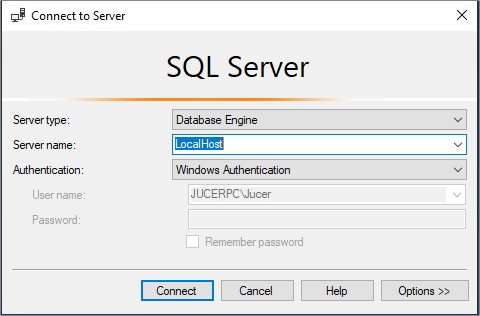 Connect to Server
SQL Server
Server type: Database Engine
Server name: LocalHost
Authentication: Windows Authentication
User name: JUCERPC\Jucer
Password:
Remember password
Connect Cancel Help Options >>